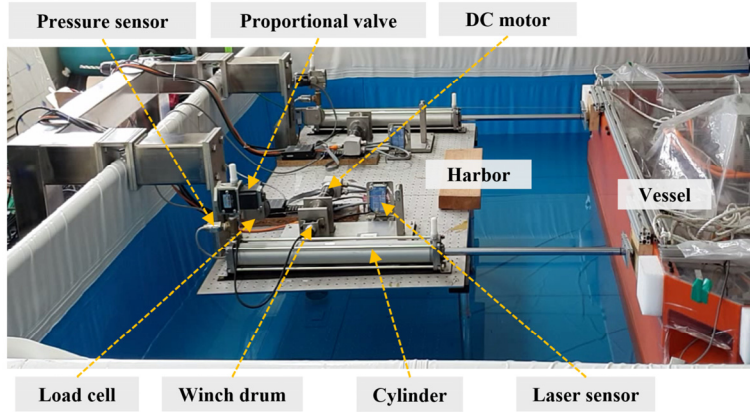 Pressure sensor
Proportional valve
DC motor
Harbor
Vessel
Load cell
Winch drum
Cylinder
Laser sensor